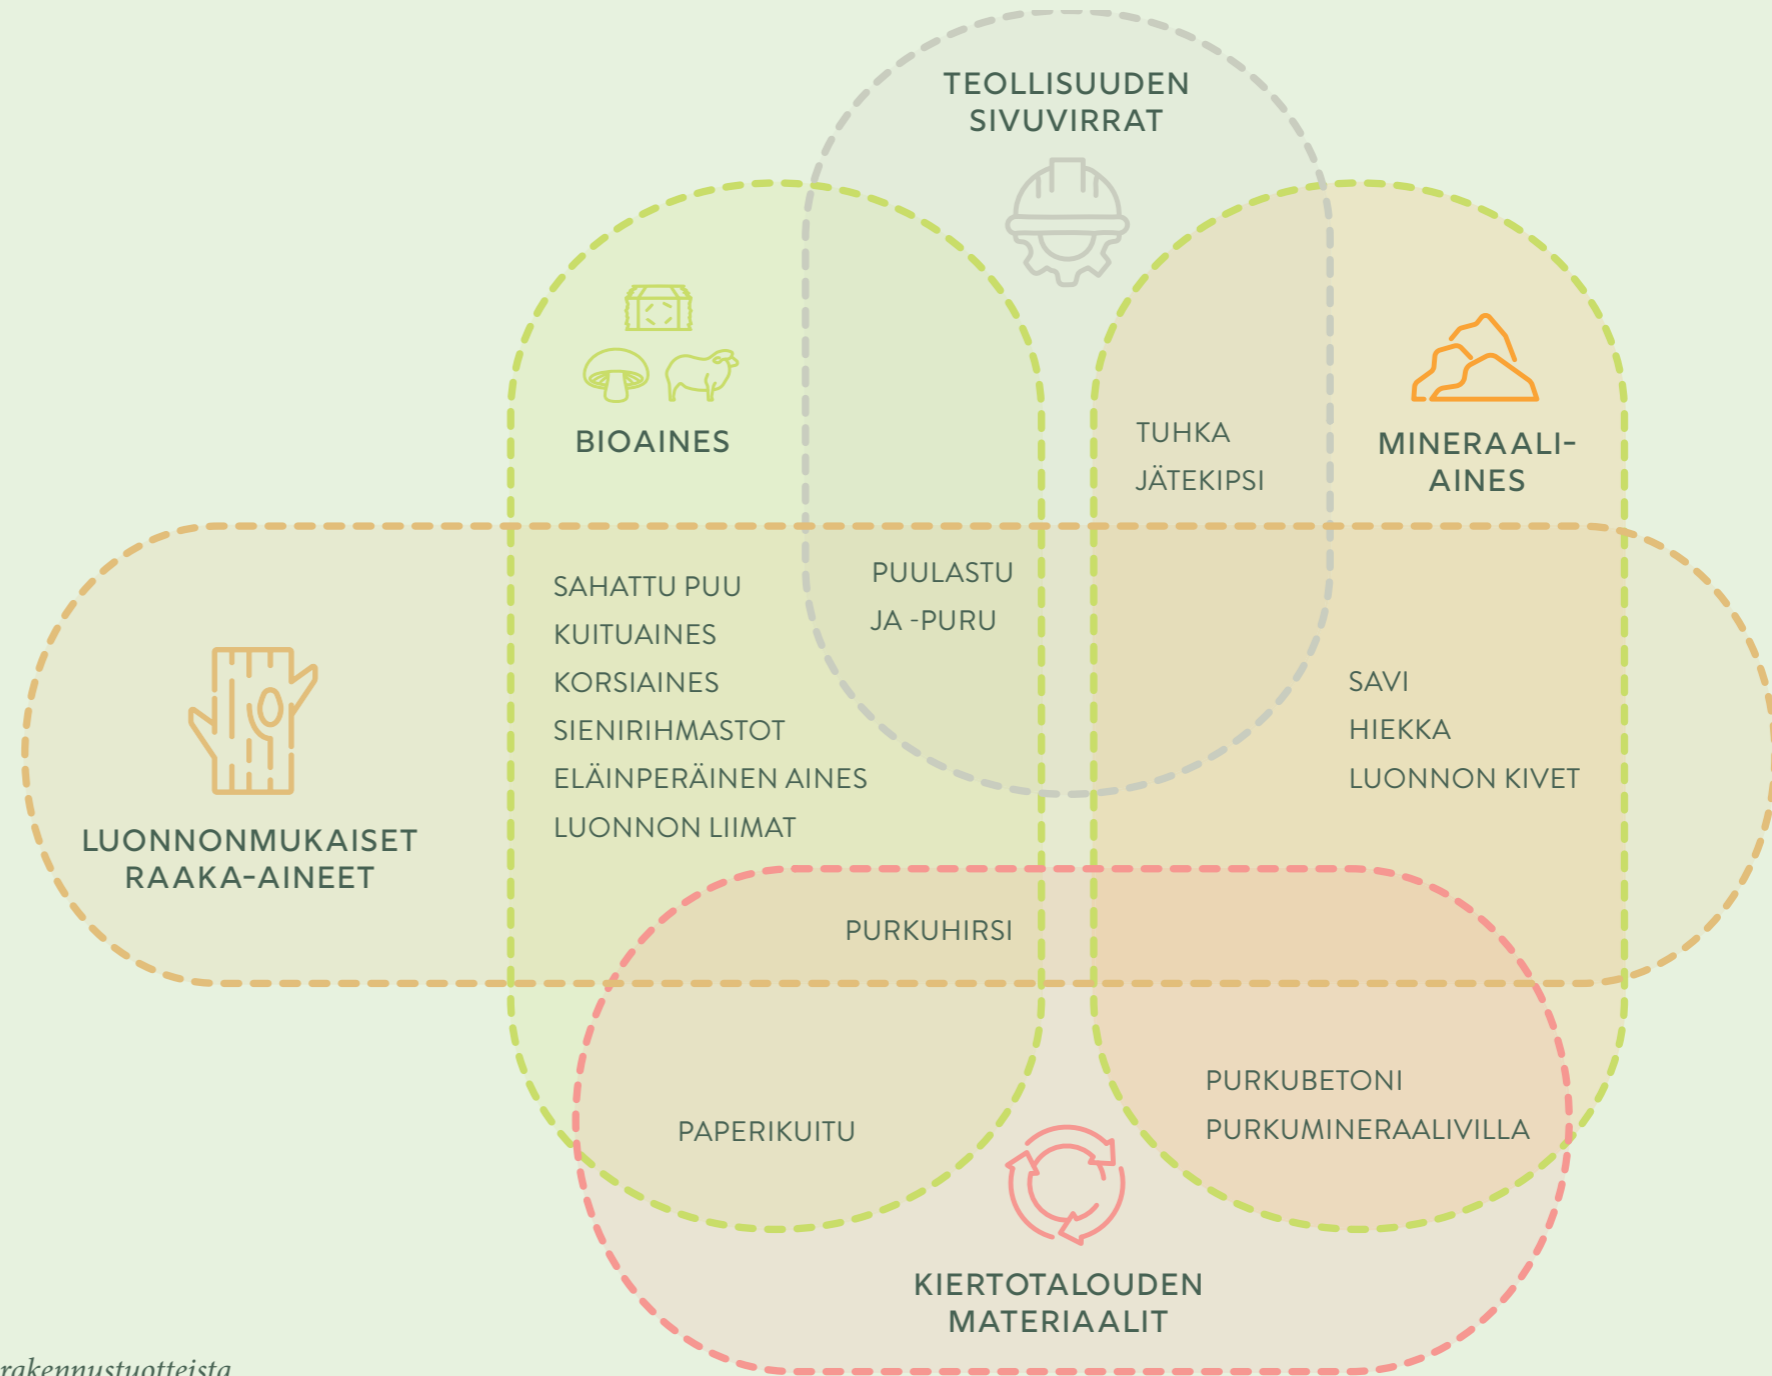 TEOLLISUUDEN
SIVUVIRRAT
BIOAINES
TUHKA
JÄTEKIPSI
MINERAALI-
AINES
SAHATTU PUU
KUITUAINES
KORSIAINES
SIENIRIHMASTOT
ELÄINPERÄINEN AINES
LUONNON LIIMAT
PUULASTU
JA -PURU
SAVI
HIEKKA
LUONNON KIVET
LUONNONMUKAISET
RAAKA-AINEET
PURKUHIRSI
PAPERIKUITU
PURKUBETONI
PURKUMINERAALIVILLA
KIERTOTALOUDEN
MATERIAALIT
rakennustuotteista